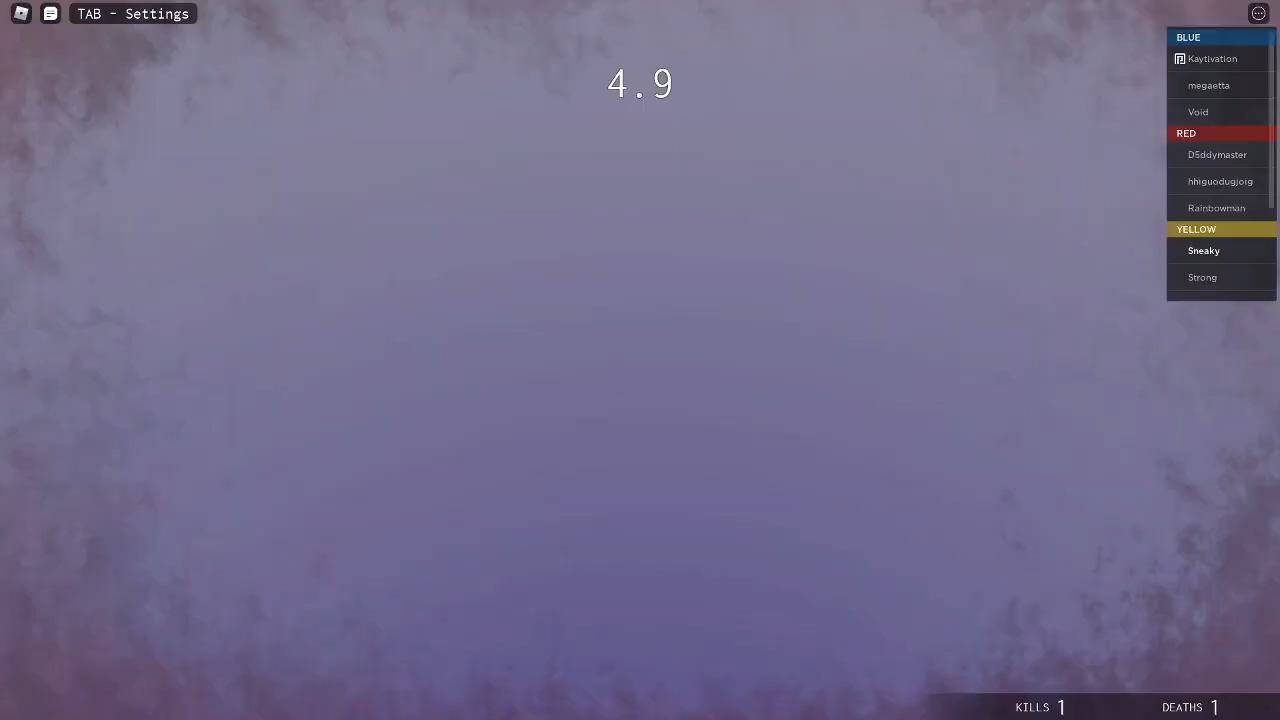 TAB - Settings
4.9
BLUE
Kaytivation
megaetta
Void
RED
D5ddymaster
hhiguodugjoig
Rainbowman
YELLOW
Sneaky
Strong
KILLS 1
DEATHS 1